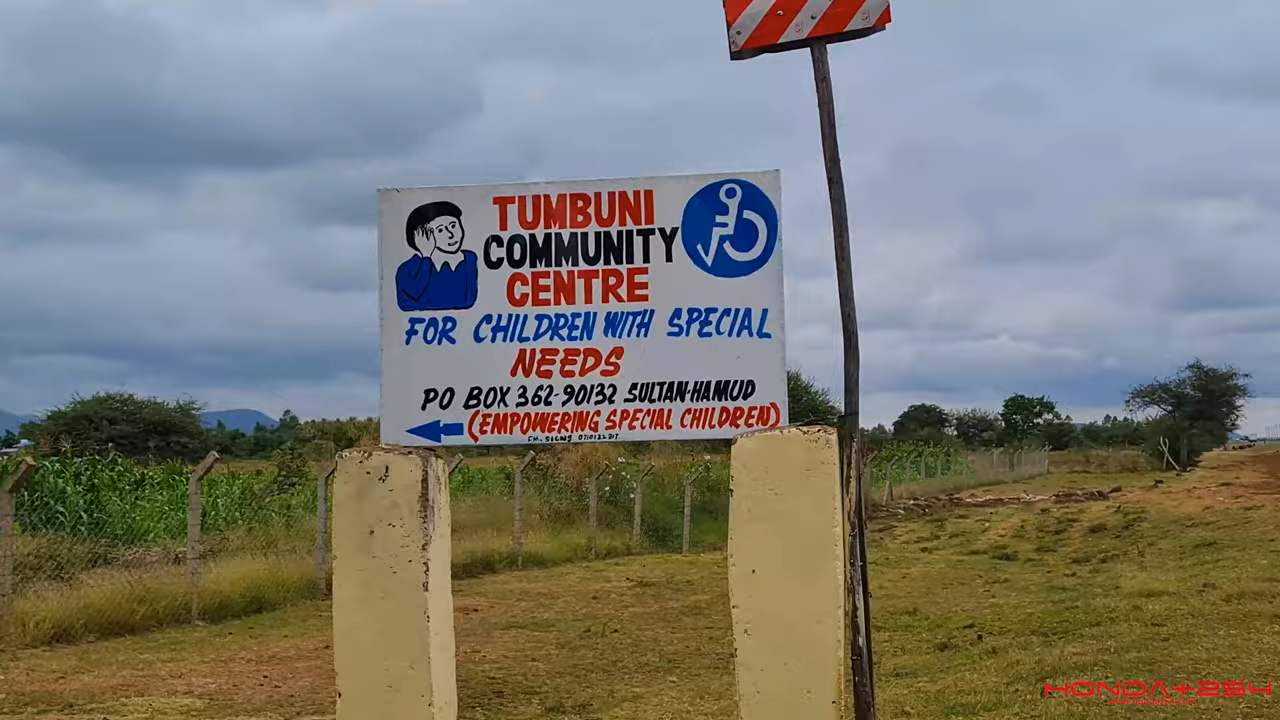 TUMBUNI
COMMUNITY
CENTRE
FOR CHILDREN WITH SPECIAL
NEEDS
PO BOX 362-90132 SULTAN-HAMUD
(EMPOWERING SPECIAL CHILDREN)
HONDA+254